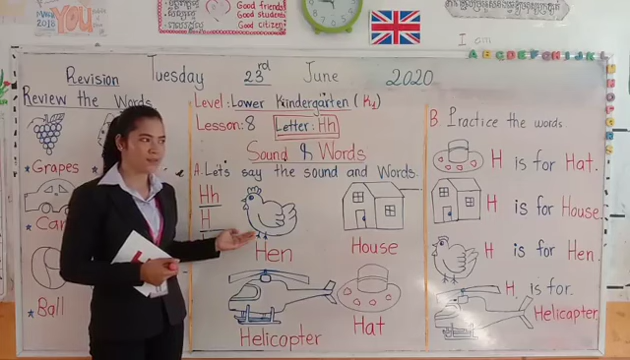 Good friends
Good students
Good citizen
YOU
I am
A B C D E F G H I J K
Revision
Tuesday 23rd June 2020
Review the Words
Grapes
Car
Ball
Level: Lower Kindergarten (K1)
Lesson: 8 Letter: Hh
Sound & Words
A. Let's say the sound and Words.
Hh
H
Hen
House
Helicopter
Hat
B. Practice the words
H is for Hat.
H is for House
H is for Hen.
H is for
Helicopter